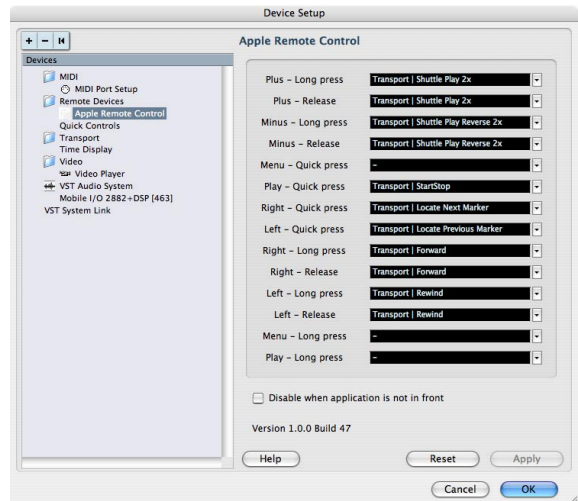 Device Setup
+ - 
Apple Remote Control
Devices
MIDI
MIDI Port Setup
Remote Devices
Apple Remote Control
Quick Controls
Transport
Time Display
Video
Video Player
VST Audio System
Mobile I/O 2882+DSP [463]
VST System Link
Plus – Long press Transport | Shuttle Play 2x
Plus – Release Transport | Shuttle Play 2x
Minus – Long press Transport | Shuttle Play Reverse 2x
Minus – Release Transport | Shuttle Play Reverse 2x
Menu – Quick press –
Play – Quick press Transport | StartStop
Right – Quick press Transport | Locate Next Marker
Left – Quick press Transport | Locate Previous Marker
Right – Long press Transport | Forward
Right – Release Transport | Forward
Left – Long press Transport | Rewind
Left – Release Transport | Rewind
Menu – Long press –
Play – Long press –
Disable when application is not in front
Version 1.0.0 Build 47
Help Reset Apply
Cancel OK